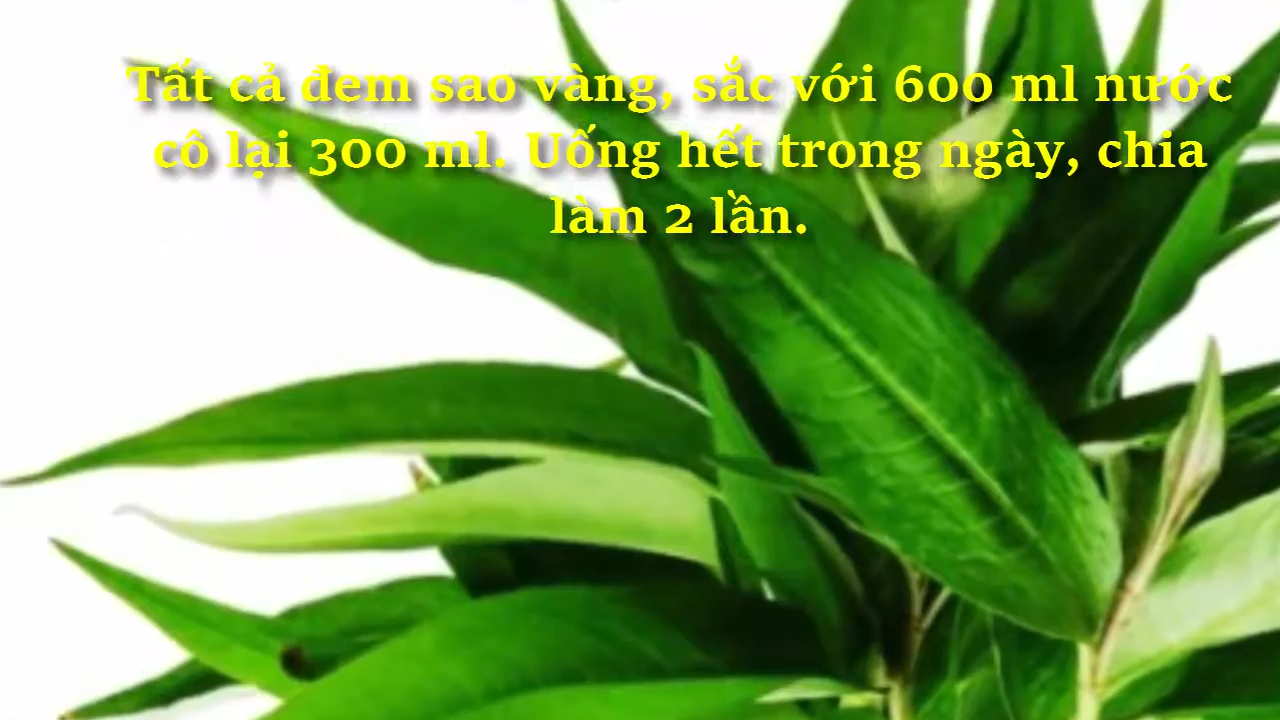 Tất cả đem sao vàng, sắc với 600 ml nước
cô lại 300 ml. Uống hết trong ngày, chia
làm 2 lần.